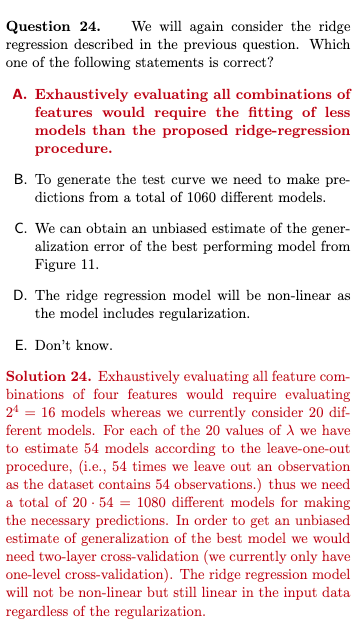 Question 24. We will again consider the ridge
regression described in the previous question. Which
one of the following statements is correct?
A. Exhaustively evaluating all combinations of
features would require the fitting of less
models than the proposed ridge-regression
procedure.
B. To generate the test curve we need to make pre-
dictions from a total of 1060 different models.
C. We can obtain an unbiased estimate of the gener-
alization error of the best performing model from
Figure 11.
D. The ridge regression model will be non-linear as
the model includes regularization.
E. Don't know.
Solution 24. Exhaustively evaluating all feature com-
binations of four features would require evaluating
2⁴ = 16 models whereas we currently consider 20 dif-
ferent models. For each of the 20 values of λ we have
to estimate 54 models according to the leave-one-out
procedure, (i.e., 54 times we leave out an observation
as the dataset contains 54 observations.) thus we need
a total of 20 · 54 = 1080 different models for making
the necessary predictions. In order to get an unbiased
estimate of generalization of the best model we would
need two-layer cross-validation (we currently only have
one-level cross-validation). The ridge regression model
will not be non-linear but still linear in the input data
regardless of the regularization.